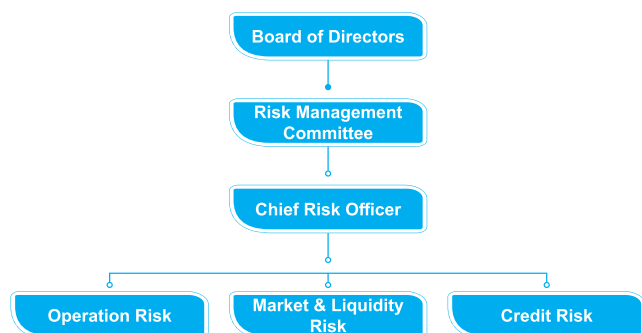 Board of Directors
Risk Management
Committee
Chief Risk Officer
Operation Risk
Market & Liquidity
Risk
Credit Risk